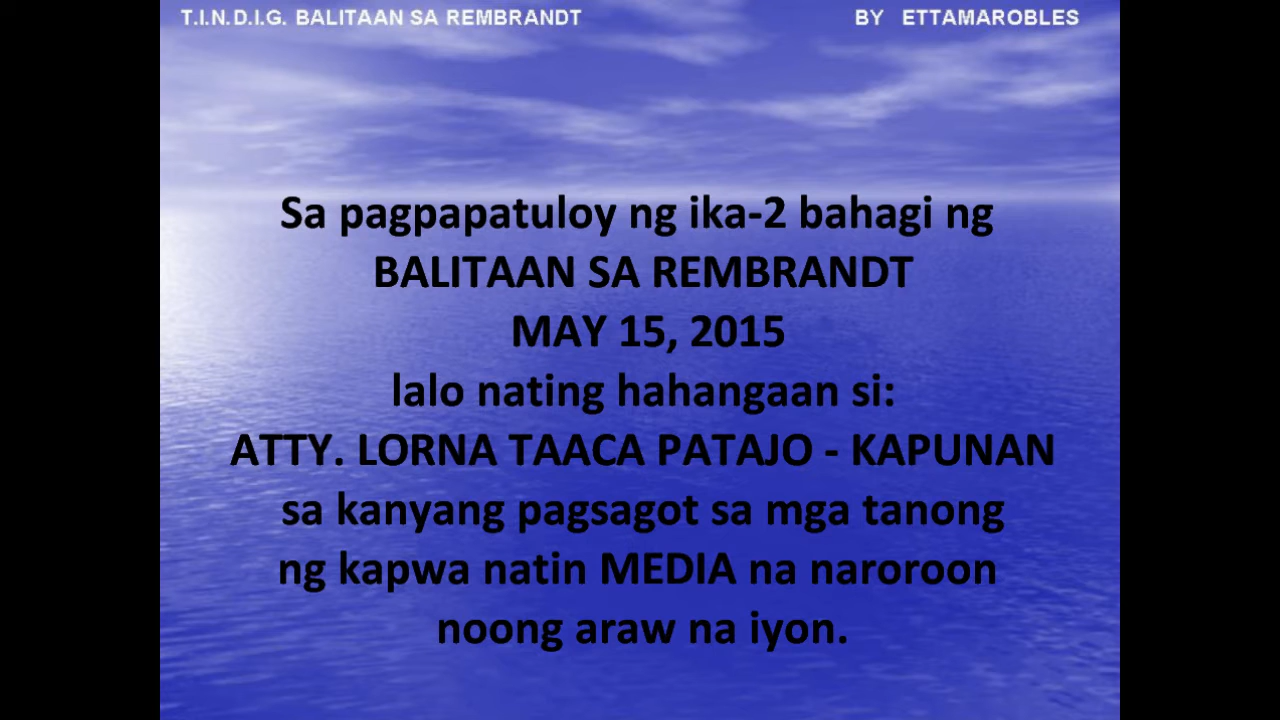 T.I.N.D.I.G. BALITAAN SA REMBRANDT BY ETTAMAROBLES
Sa pagpapatuloy ng ika-2 bahagi ng
BALITAAN SA REMBRANDT
MAY 15, 2015
lalo nating hahangaan si:
ATTY. LORNA TAACA PATAJO - KAPUNAN
sa kanyang pagsagot sa mga tanong
ng kapwa natin MEDIA na naroroon
noong araw na iyon.